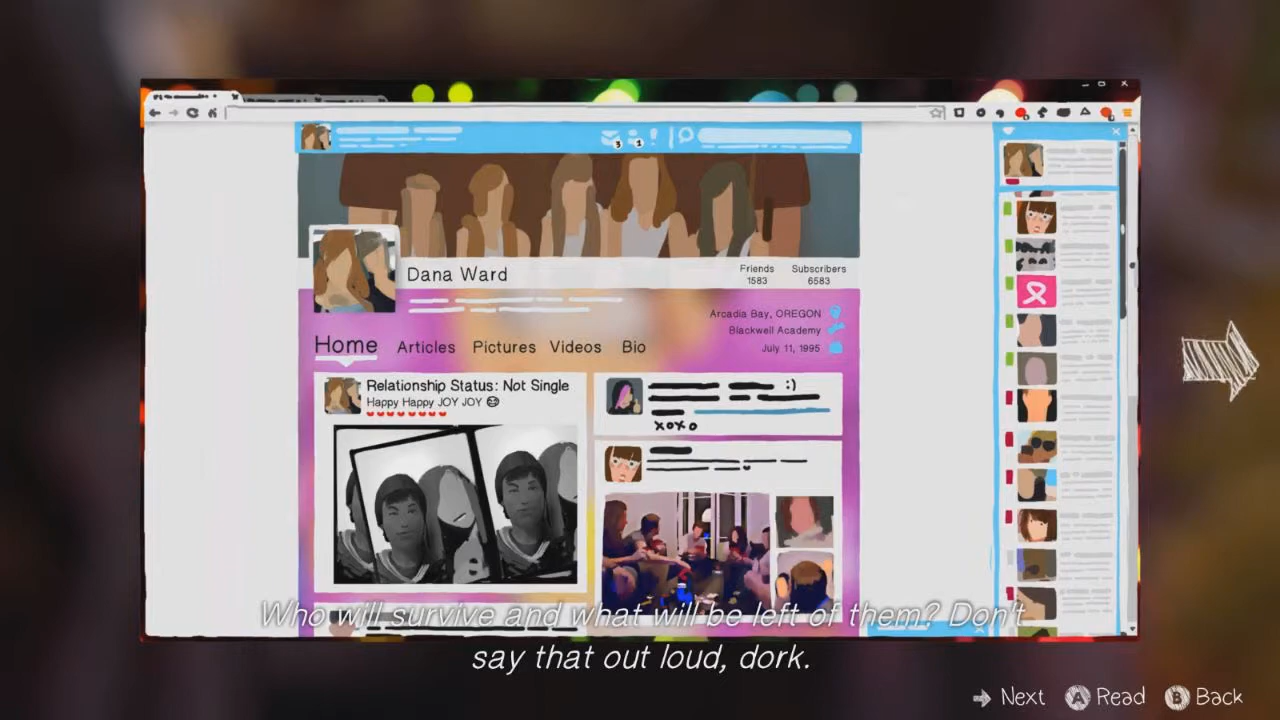 3
1
Dana Ward
Friends
1583
Subscribers
6583
Arcadia Bay, OREGON
Blackwell Academy
July 11, 1995
Home
Articles
Pictures
Videos
Bio
Relationship Status: Not Single
Happy Happy JOY JOY
:)
xoxo
Who will survive and what will be left of them? Don't
say that out loud, dork.
Next
A Read
B Back